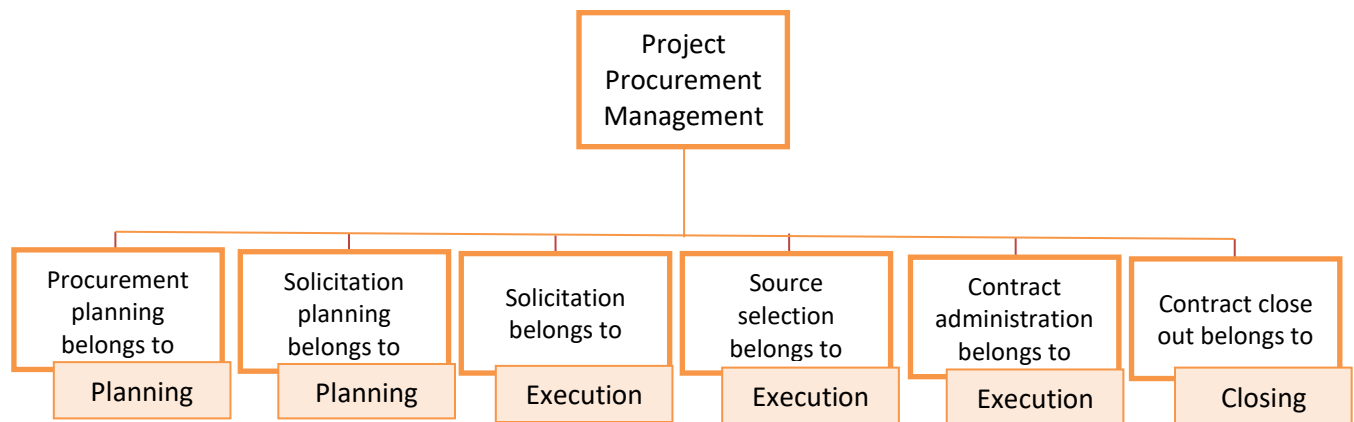 Project
Procurement
Management
Procurement
planning
belongs to
Planning
Solicitation
planning
belongs to
Planning
Solicitation
belongs to
Execution
Source
selection
belongs to
Execution
Contract
administration
belongs to
Execution
Contract close
out belongs to
Closing